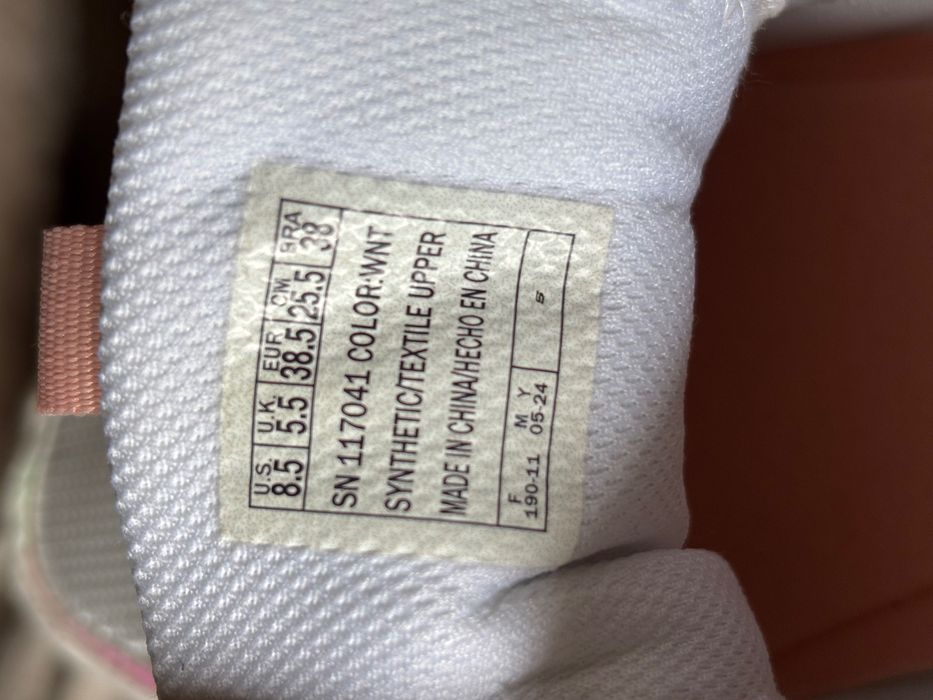 U.S. U.K. EUR CM BRA
8.5 5.5 38.5 25.5 38
SN 117041 COLOR:WNT
SYNTHETIC/TEXTILE UPPER
MADE IN CHINA/HECHO EN CHINA
F M Y
190-11 05-24 5